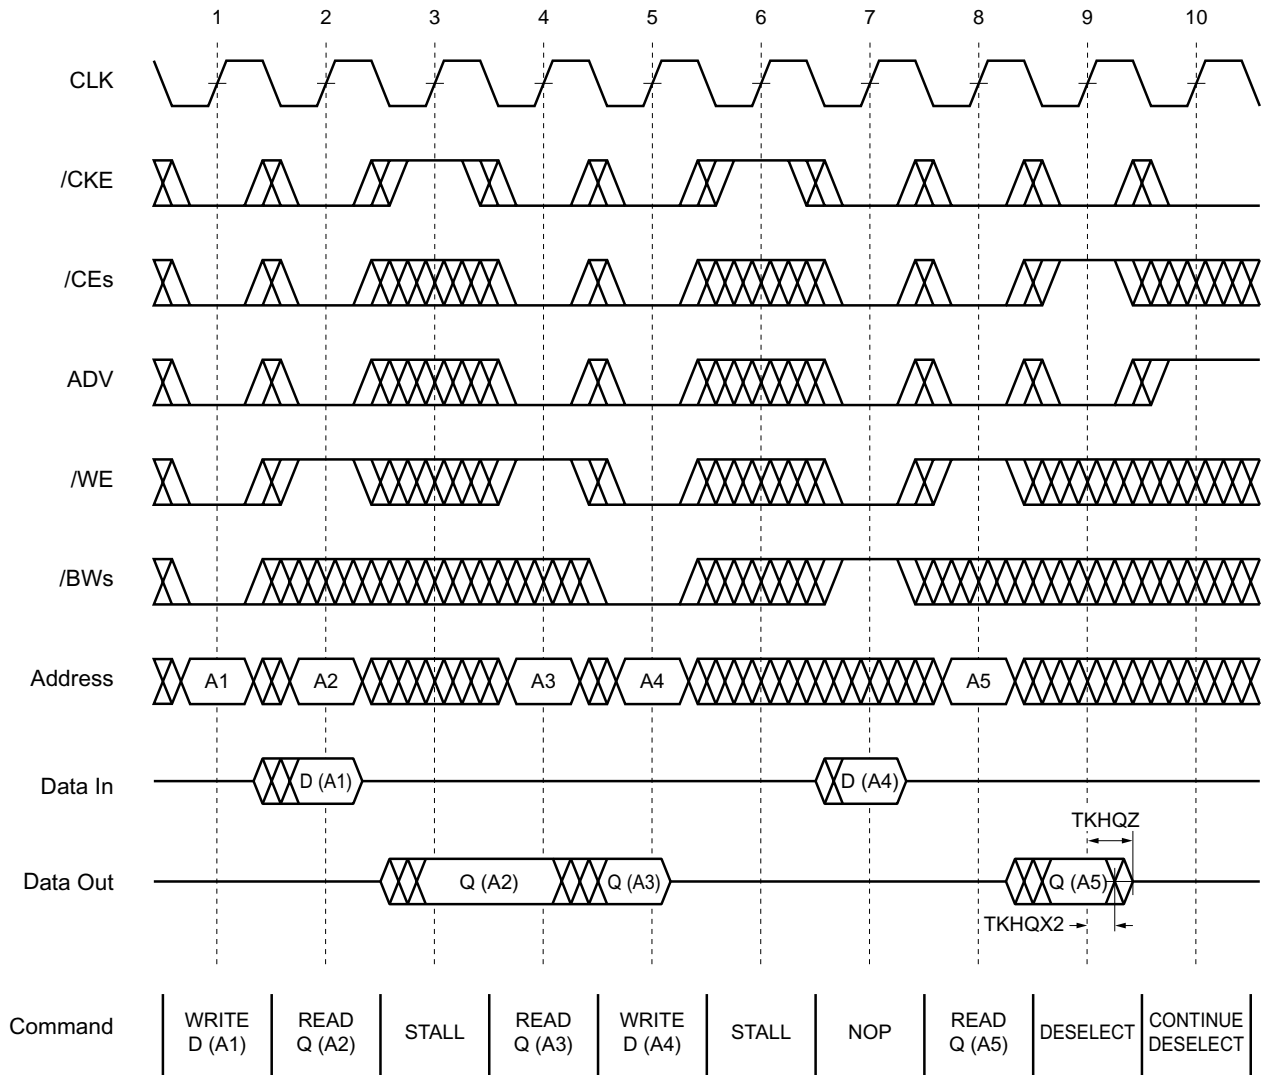 1 2 3 4 5 6 7 8 9 10
CLK
/CKE
/CEs
ADV
/WE
/BWs
Address A1 A2 A3 A4 A5
Data In D (A1) D (A4)
TKHQZ
Data Out Q (A2) Q (A3) Q (A5)
TKHQX2
Command WRITE D (A1) READ Q (A2) STALL READ Q (A3) WRITE D (A4) STALL NOP READ Q (A5) DESELECT CONTINUE DESELECT